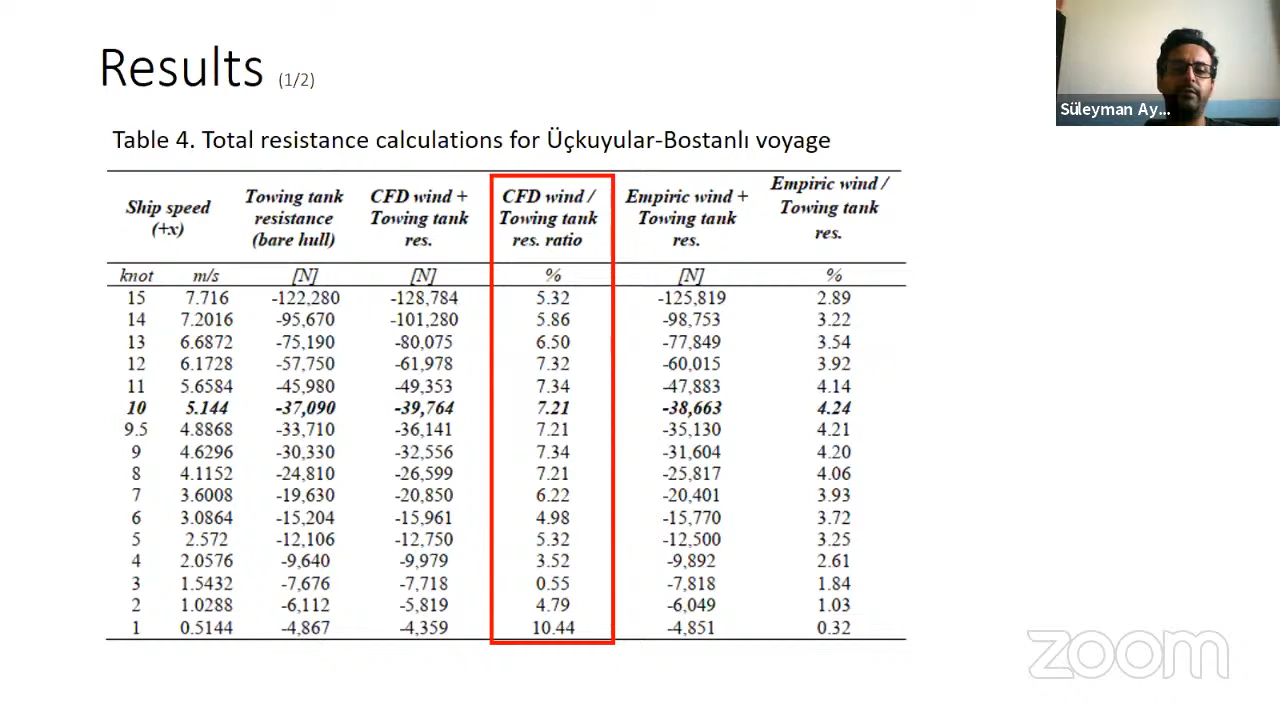 Results (1/2)
Süleyman Ay...
Table 4. Total resistance calculations for Üçkuyular-Bostanlı voyage
Ship speed (+x) Towing tank resistance (bare hull) CFD wind + Towing tank res. CFD wind / Towing tank res. ratio Empiric wind + Towing tank res. Empiric wind / Towing tank res.
knot m/s [N] [N] % [N] %
15 7.716 -122,280 -128,784 5.32 -125,819 2.89
14 7.2016 -95,670 -101,280 5.86 -98,753 3.22
13 6.6872 -75,190 -80,075 6.50 -77,849 3.54
12 6.1728 -57,750 -61,978 7.32 -60,015 3.92
11 5.6584 -45,980 -49,353 7.34 -47,883 4.14
10 5.144 -37,090 -39,764 7.21 -38,663 4.24
9.5 4.8868 -33,710 -36,141 7.21 -35,130 4.21
9 4.6296 -30,330 -32,556 7.34 -31,604 4.20
8 4.1152 -24,810 -26,599 7.21 -25,817 4.06
7 3.6008 -19,630 -20,850 6.22 -20,401 3.93
6 3.0864 -15,204 -15,961 4.98 -15,770 3.72
5 2.572 -12,106 -12,750 5.32 -12,500 3.25
4 2.0576 -9,640 -9,979 3.52 -9,892 2.61
3 1.5432 -7,676 -7,718 0.55 -7,818 1.84
2 1.0288 -6,112 -5,819 4.79 -6,049 1.03
1 0.5144 -4,867 -4,359 10.44 -4,851 0.32
zoom